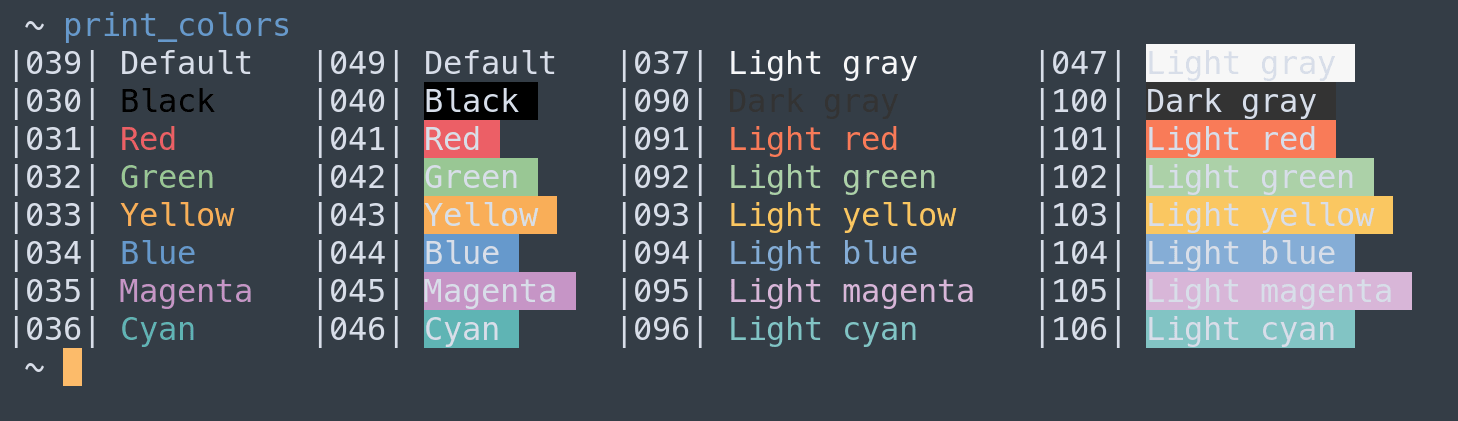 ~ print_colors
|039| Default |049| Default |037| Light gray |047| Light gray
|030| Black |040| Black |090| Dark gray |100| Dark gray
|031| Red |041| Red |091| Light red |101| Light red
|032| Green |042| Green |092| Light green |102| Light green
|033| Yellow |043| Yellow |093| Light yellow |103| Light yellow
|034| Blue |044| Blue |094| Light blue |104| Light blue
|035| Magenta |045| Magenta |095| Light magenta |105| Light magenta
|036| Cyan |046| Cyan |096| Light cyan |106| Light cyan
~